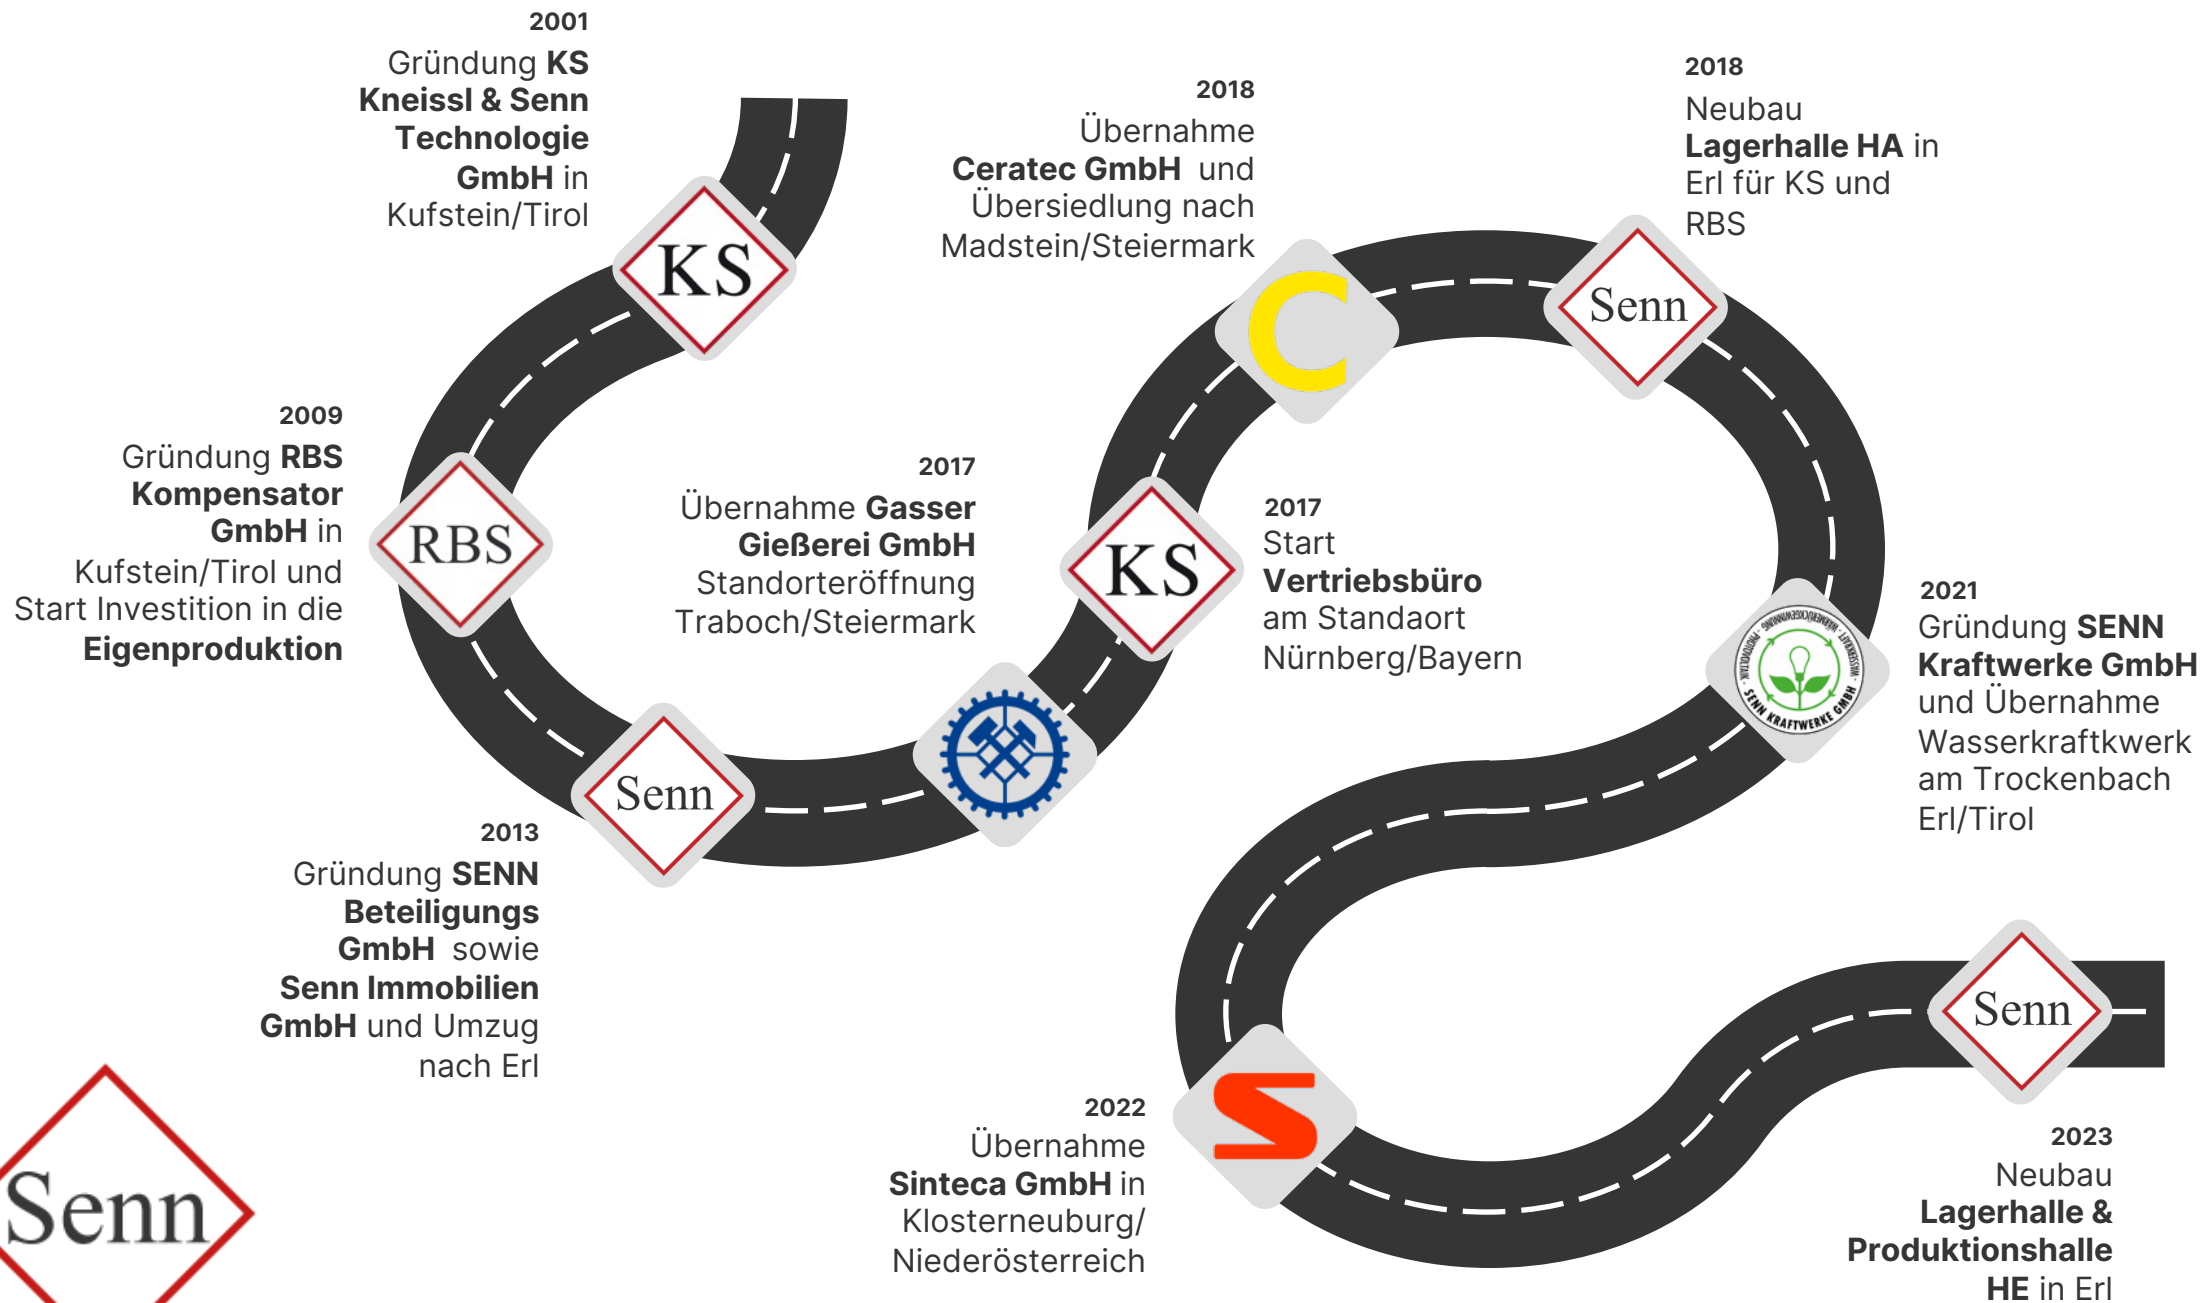 2001
Gründung KS
Kneissl & Senn
Technologie
GmbH in
Kufstein/Tirol
KS
2009
Gründung RBS
Kompensator
GmbH in
Kufstein/Tirol und
Start Investition in die
Eigenproduktion
RBS
2013
Gründung SENN
Beteiligungs
GmbH sowie
Senn Immobilien
GmbH und Umzug
nach Erl
Senn
2017
Übernahme Gasser
Gießerei GmbH
Standorteröffnung
Traboch/Steiermark
2017
Start
Vertriebsbüro
am Standaort
Nürnberg/Bayern
KS
2018
Übernahme
Ceratec GmbH und
Übersiedlung nach
Madstein/Steiermark
C
2018
Neubau
Lagerhalle HA in
Erl für KS und
RBS
Senn
2021
Gründung SENN
Kraftwerke GmbH
und Übernahme
Wasserkraftkwerk
am Trockenbach
Erl/Tirol
SENN KRAFTWERKE GMBH
· PHOTOVOLTAIK · WÄRMERÜCKGEWINNUNG · WASSERKRAFT ·
2022
Übernahme
Sinteca GmbH in
Klosterneuburg/
Niederösterreich
S
2023
Neubau
Lagerhalle &
Produktionshalle
HE in Erl
Senn
Senn